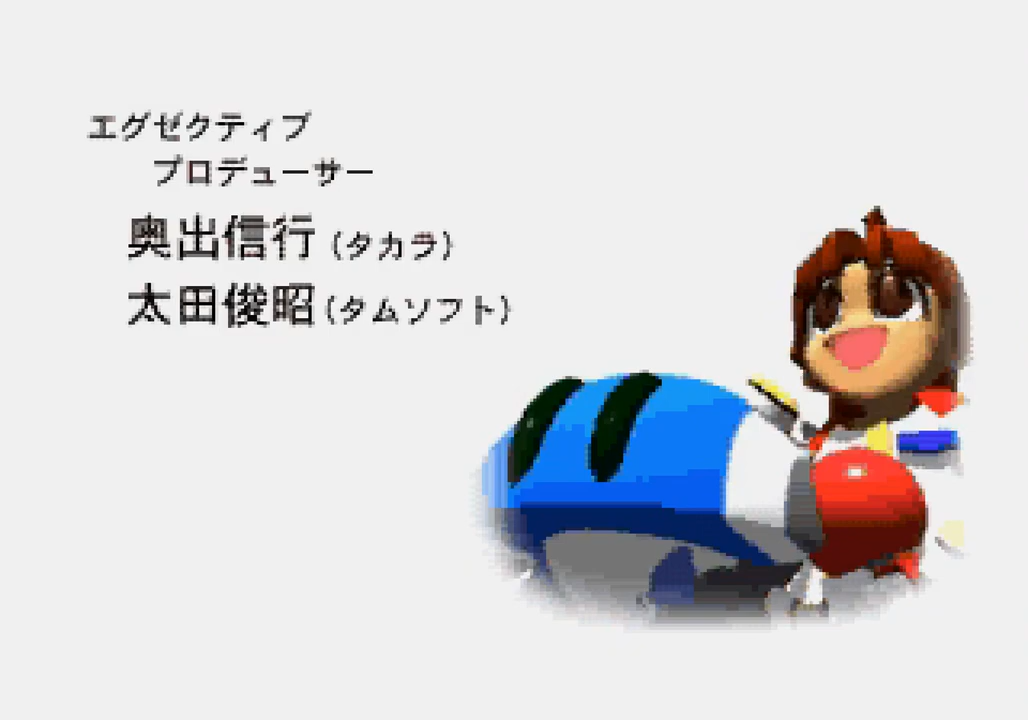 エグゼクティブ
プロデューサー
奥出信行(タカラ)
太田俊昭(タムソフト)